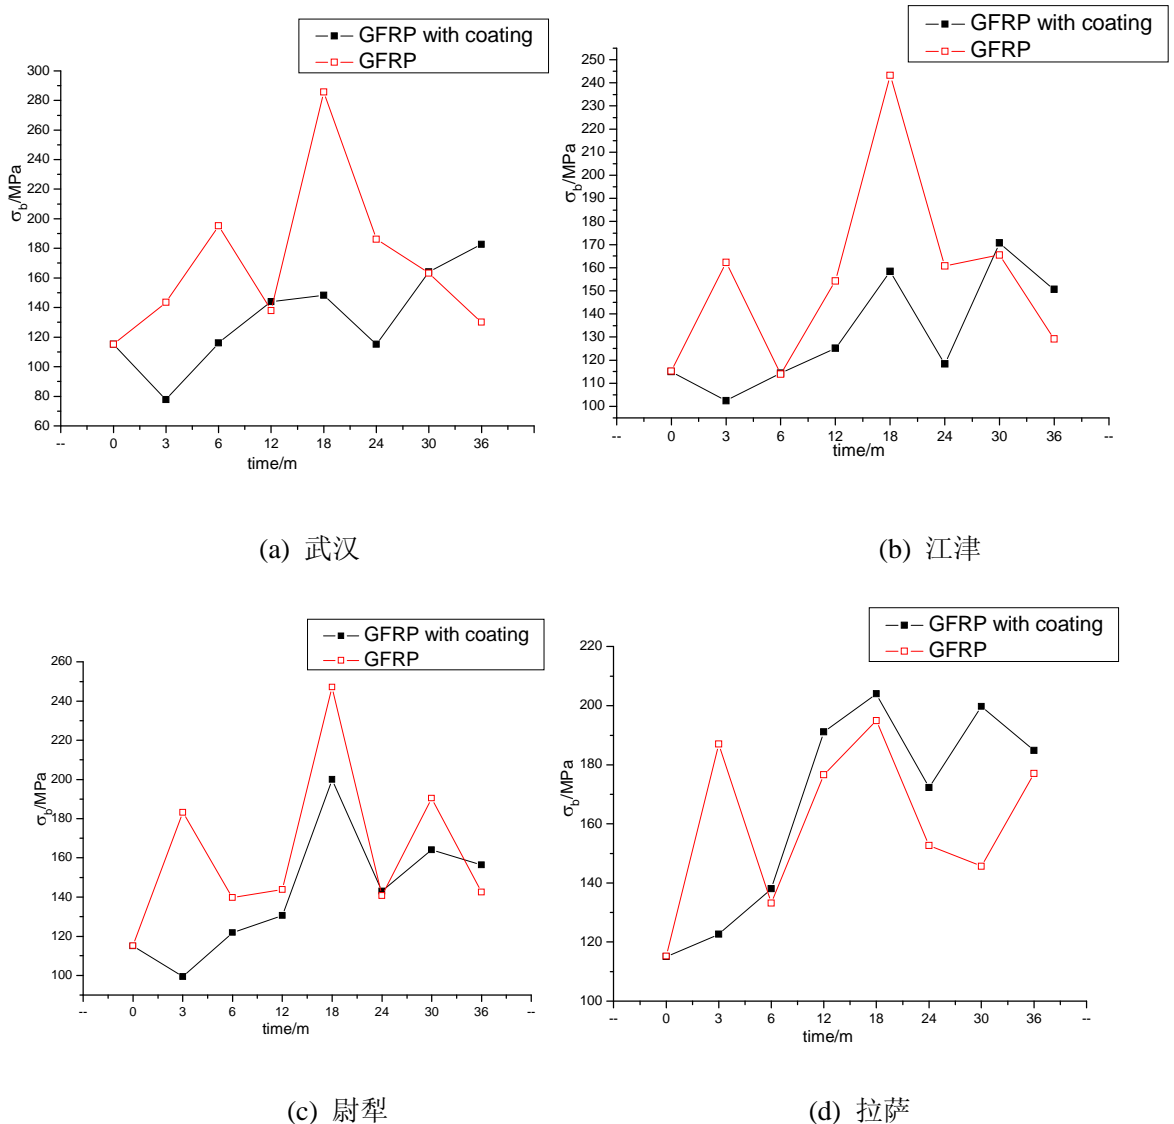 GFRP with coating
GFRP
300
280
260
240
220
200
180
160
140
120
100
80
60
σb/MPa
-- 0 3 6 12 18 24 30 36
time/m
(a) 武汉
GFRP with coating
GFRP
250
240
230
220
210
200
190
180
170
160
150
140
130
120
110
100
σb/MPa
-- 0 3 6 12 18 24 30 36 --
time/m
(b) 江津
GFRP with coating
GFRP
260
240
220
200
180
160
140
120
100
σb/MPa
-- 0 3 6 12 18 24 30 36 --
time/m
(c) 尉犁
GFRP with coating
GFRP
220
200
180
160
140
120
100
σb/MPa
-- 0 3 6 12 18 24 30 36 --
time/m
(d) 拉萨